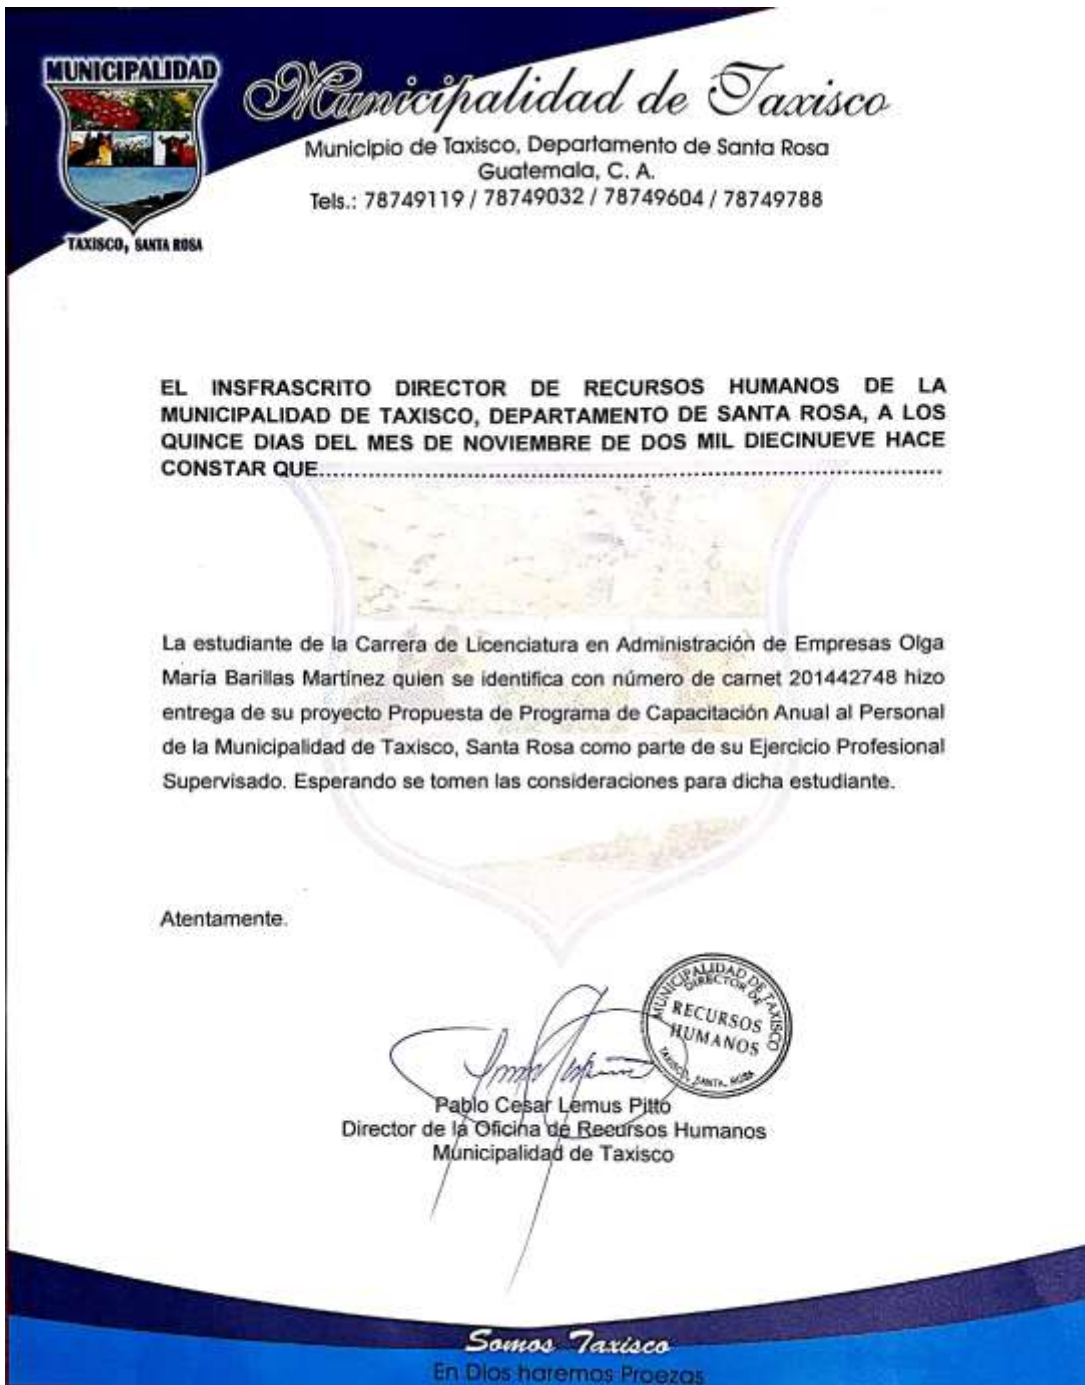 MUNICIPALIDAD
TAXISCO, SANTA ROSA
Municipalidad de Taxisco
Municipio de Taxisco, Departamento de Santa Rosa
Guatemala, C. A.
Tels.: 78749119 / 78749032 / 78749604 / 78749788
EL INSFRASCRITO DIRECTOR DE RECURSOS HUMANOS DE LA
MUNICIPALIDAD DE TAXISCO, DEPARTAMENTO DE SANTA ROSA, A LOS
QUINCE DIAS DEL MES DE NOVIEMBRE DE DOS MIL DIECINUEVE HACE
CONSTAR QUE....................................................................................
La estudiante de la Carrera de Licenciatura en Administración de Empresas Olga
María Barillas Martínez quien se identifica con número de carnet 201442748 hizo
entrega de su proyecto Propuesta de Programa de Capacitación Anual al Personal
de la Municipalidad de Taxisco, Santa Rosa como parte de su Ejercicio Profesional
Supervisado. Esperando se tomen las consideraciones para dicha estudiante.
Atentamente.
MUNICIPALIDAD DE TAXISCO
DIRECTOR DE
RECURSOS
HUMANOS
TAXISCO, SANTA ROSA
Pablo Cesar Lemus Pitto
Director de la Oficina de Recursos Humanos
Municipalidad de Taxisco
Somos Taxisco
En Dios haremos Proezas